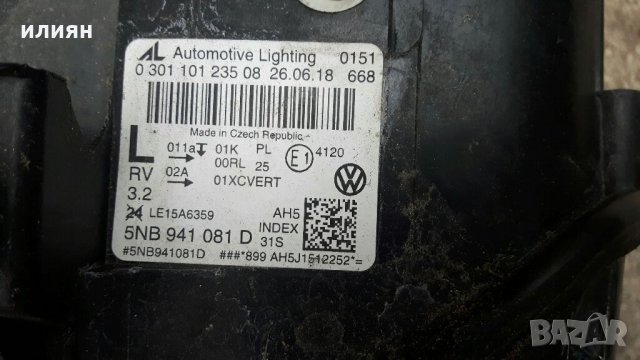 илиян
AL Automotive Lighting 0151
0 301 101 235 08 26.06.18 668
Made in Czech Republic
L 011a 01K PL E1 4120
00RL 25
RV 02A 01XCVERT
3.2
24 LE15A6359 AH5
INDEX
5NB 941 081 D 31S
#5NB941081D ###*899 AH5J1512252*=
BAZAR